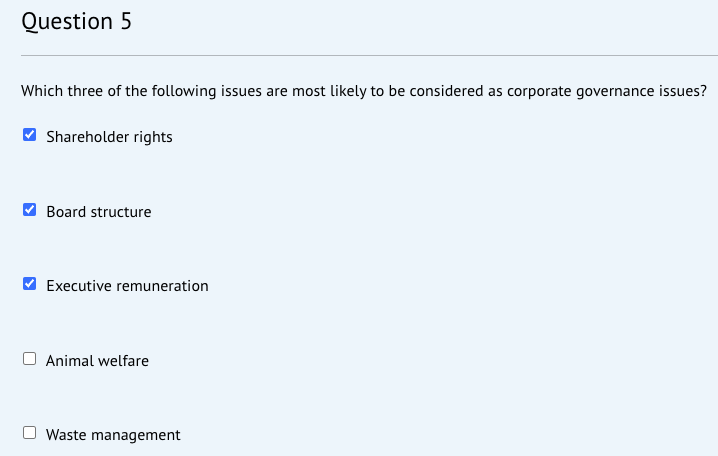 Question 5
Which three of the following issues are most likely to be considered as corporate governance issues?
Shareholder rights
Board structure
Executive remuneration
Animal welfare
Waste management